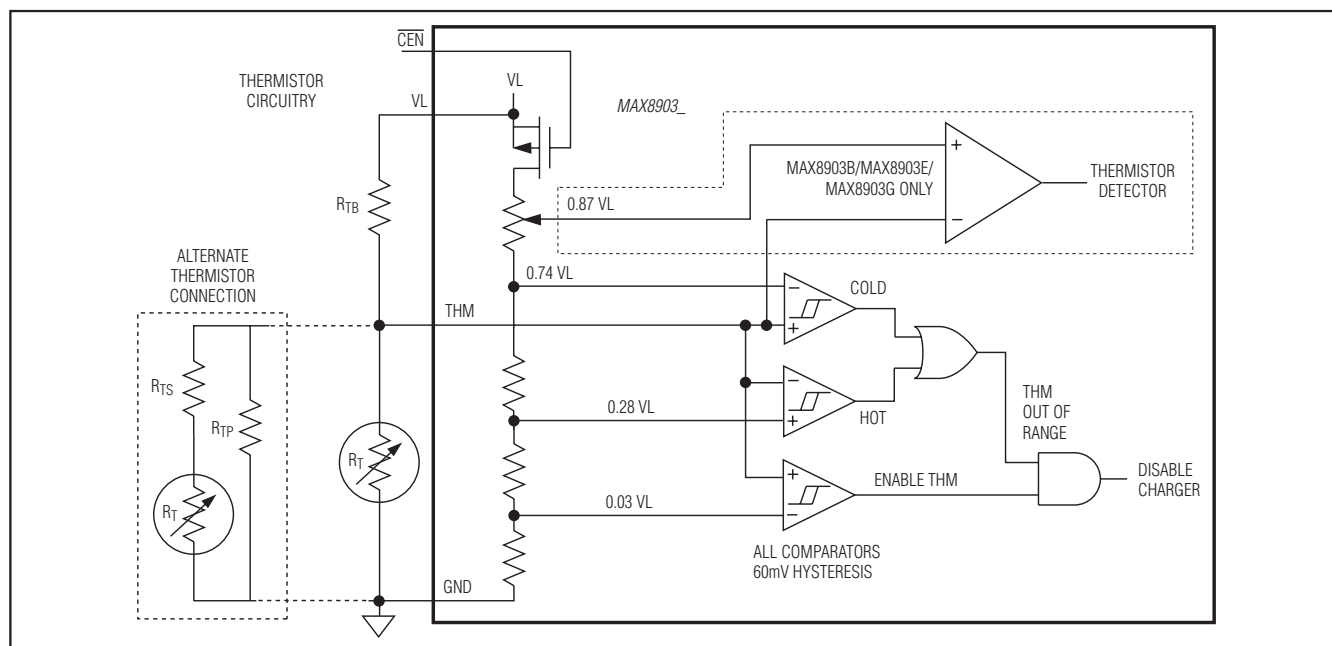 CEN
THERMISTOR
CIRCUITRY
VL
VL
MAX8903_
MAX8903B/MAX8903E/
MAX8903G ONLY
+
−
THERMISTOR
DETECTOR
RTB
0.87 VL
ALTERNATE
THERMISTOR
CONNECTION
0.74 VL
−
+
COLD
THM
RTS
RTP
RT
RT
0.28 VL
−
+
HOT
THM
OUT OF
RANGE
0.03 VL
+
−
ENABLE THM
DISABLE
CHARGER
ALL COMPARATORS
60mV HYSTERESIS
GND